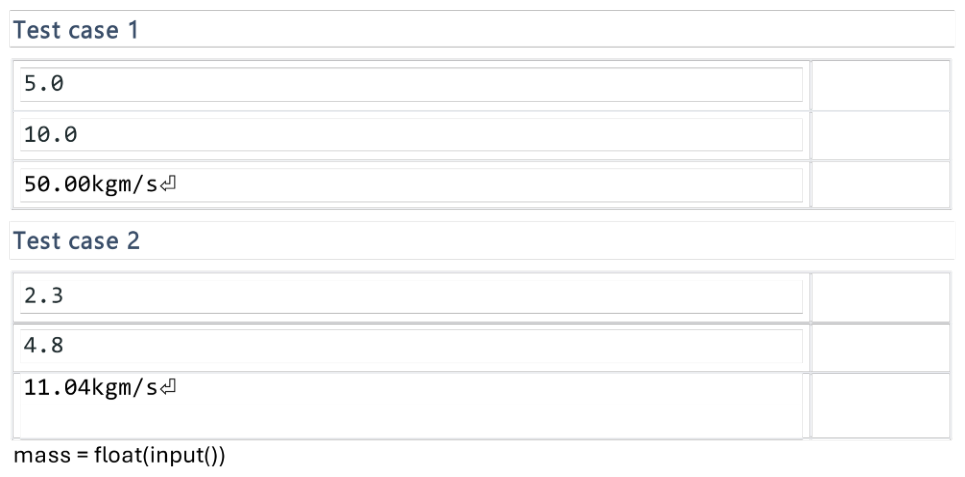 Test case 1
5.0
10.0
50.00kgm/s⏎
Test case 2
2.3
4.8
11.04kgm/s⏎
mass = float(input())